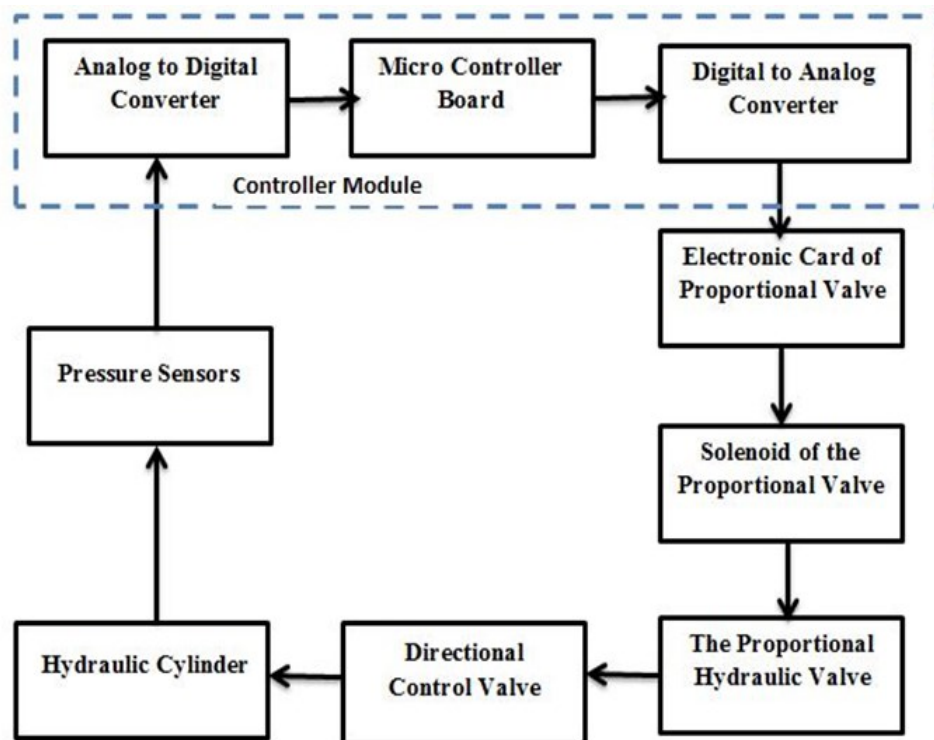 Analog to Digital
Converter
Micro Controller
Board
Digital to Analog
Converter
Controller Module
Electronic Card of
Proportional Valve
Pressure Sensors
Solenoid of the
Proportional Valve
Hydraulic Cylinder
Directional
Control Valve
The Proportional
Hydraulic Valve